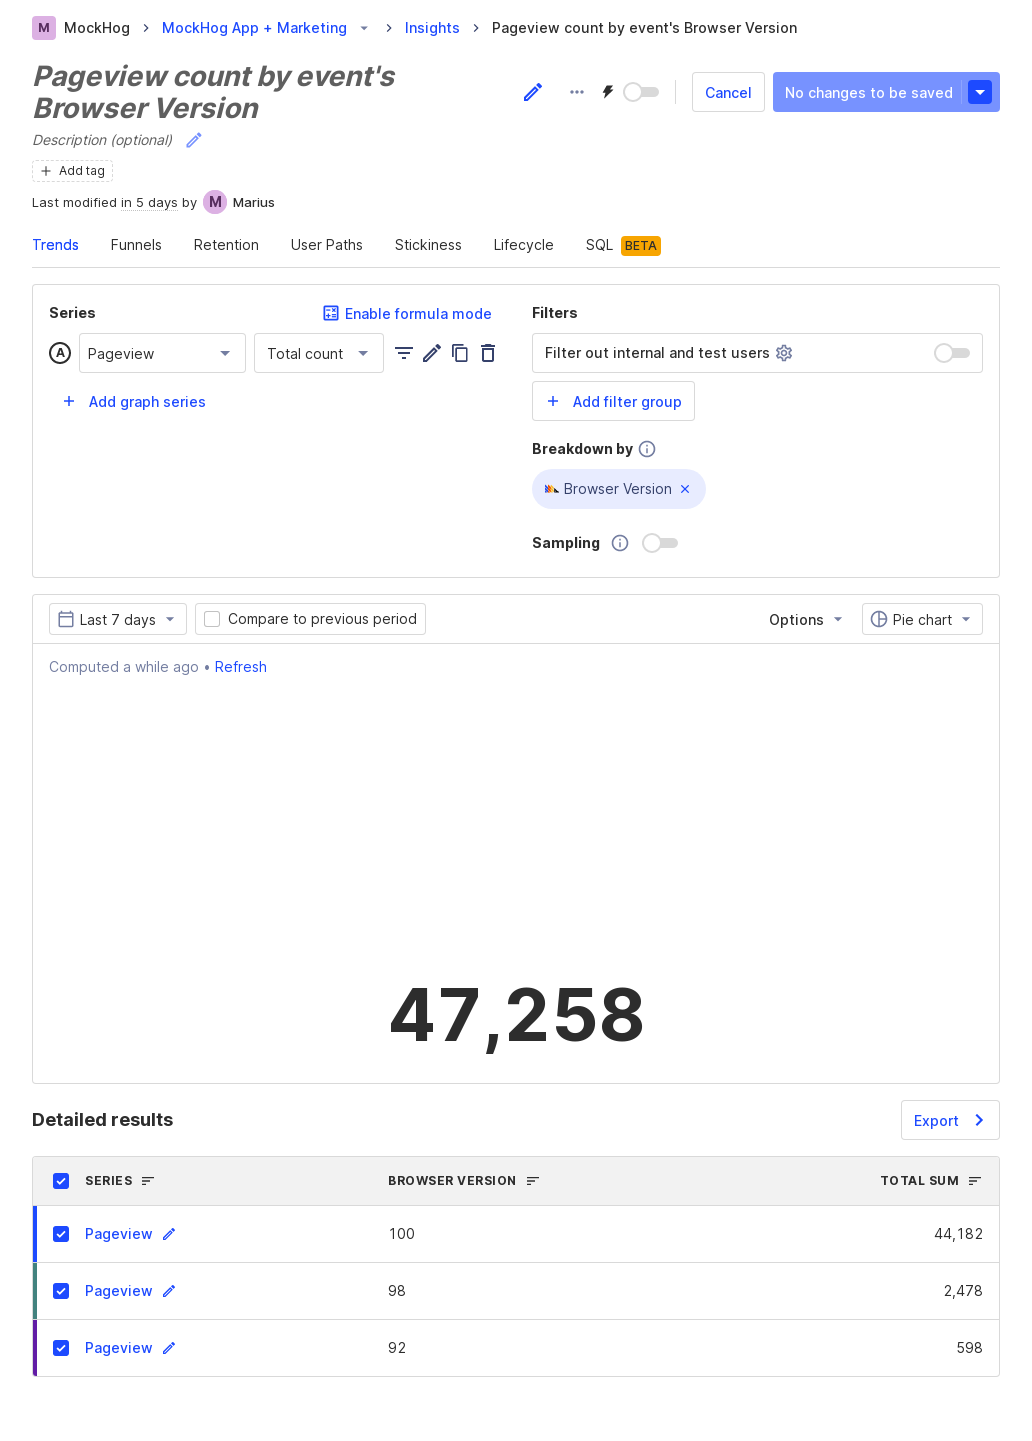 M MockHog > MockHog App + Marketing > Insights > Pageview count by event's Browser Version
Pageview count by event's
Browser Version
Cancel
No changes to be saved
Description (optional)
+ Add tag
Last modified in 5 days by M Marius
Trends Funnels Retention User Paths Stickiness Lifecycle SQL BETA
Series
Enable formula mode
A Pageview Total count
+ Add graph series
Filters
Filter out internal and test users
+ Add filter group
Breakdown by
Browser Version
Sampling
Last 7 days Compare to previous period Options Pie chart
Computed a while ago • Refresh
47,258
Detailed results
Export
SERIES BROWSER VERSION TOTAL SUM
Pageview 100 44,182
Pageview 98 2,478
Pageview 92 598